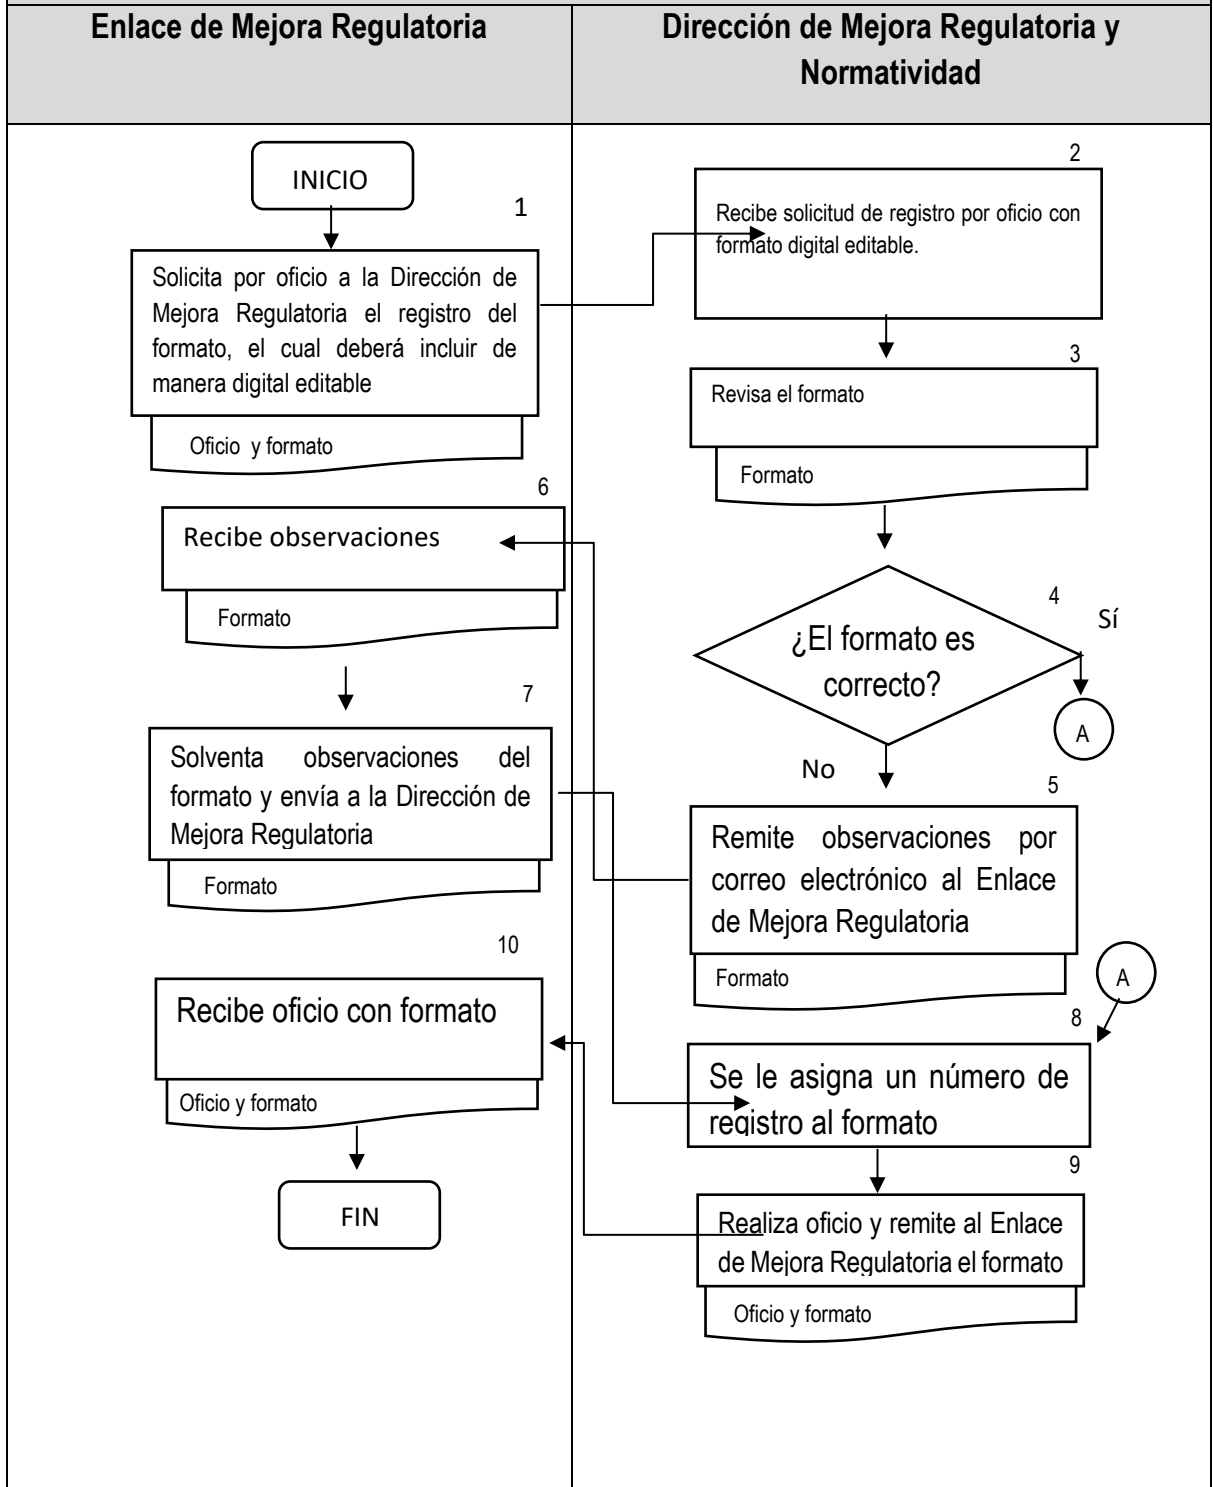 Enlace de Mejora Regulatoria
Dirección de Mejora Regulatoria y
Normatividad
INICIO
1
Solicita por oficio a la Dirección de
Mejora Regulatoria el registro del
formato, el cual deberá incluir de
manera digital editable
Oficio y formato
2
Recibe solicitud de registro por oficio con
formato digital editable.
3
Revisa el formato
Formato
4
¿El formato es
correcto?
Sí
A
No
5
Remite observaciones por
correo electrónico al Enlace
de Mejora Regulatoria
Formato
6
Recibe observaciones
Formato
7
Solventa observaciones del
formato y envía a la Dirección de
Mejora Regulatoria
Formato
A
8
Se le asigna un número de
registro al formato
9
Realiza oficio y remite al Enlace
de Mejora Regulatoria el formato
Oficio y formato
10
Recibe oficio con formato
Oficio y formato
FIN